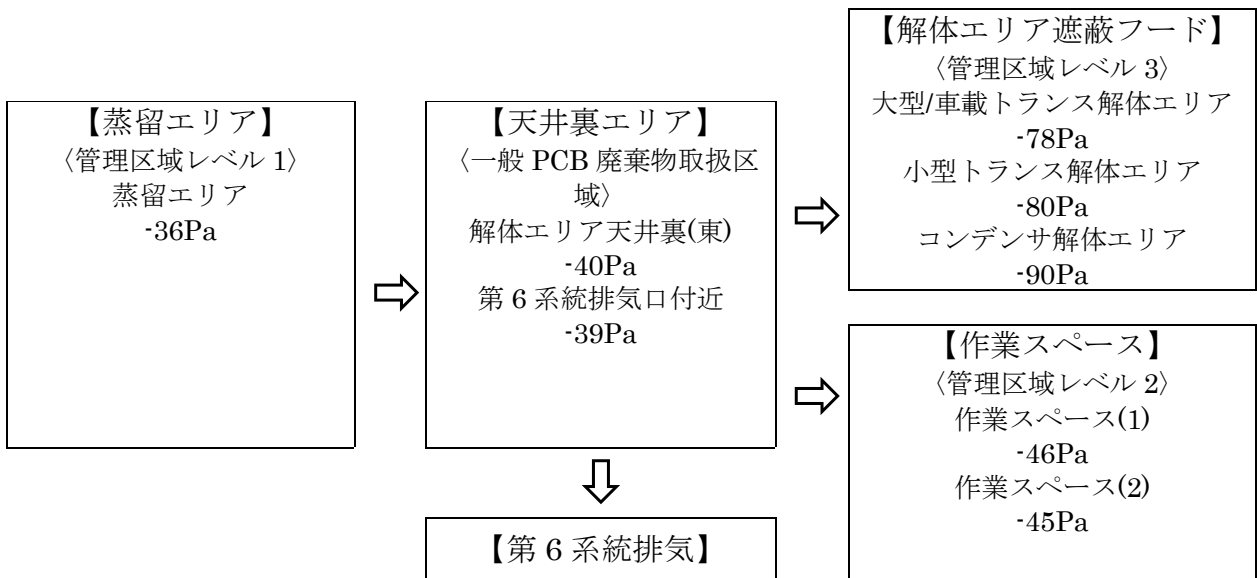 【蒸留エリア】
〈管理区域レベル 1〉
蒸留エリア
-36Pa
【天井裏エリア】
〈一般 PCB 廃棄物取扱区
域〉
解体エリア天井裏(東)
-40Pa
第 6 系統排気口付近
-39Pa
【解体エリア遮蔽フード】
〈管理区域レベル 3〉
大型/車載トランス解体エリア
-78Pa
小型トランス解体エリア
-80Pa
コンデンサ解体エリア
-90Pa
【作業スペース】
〈管理区域レベル 2〉
作業スペース(1)
-46Pa
作業スペース(2)
-45Pa
【第 6 系統排気】